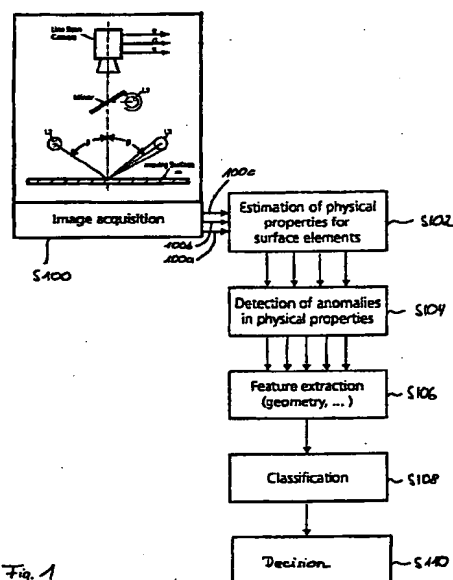 Line Scan
Camera
Mirror
L1
L2
L3
Image acquisition
S100
100c
100b
100a
Estimation of physical
properties for
surface elements
S102
Detection of anomalies
in physical properties
S104
Feature extraction
(geometry, ... )
S106
Classification
S108
Decision
S110
Fig. 1